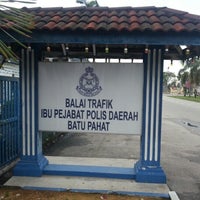 BALAI TRAFIK
IBU PEJABAT POLIS DAERAH
BATU PAHAT